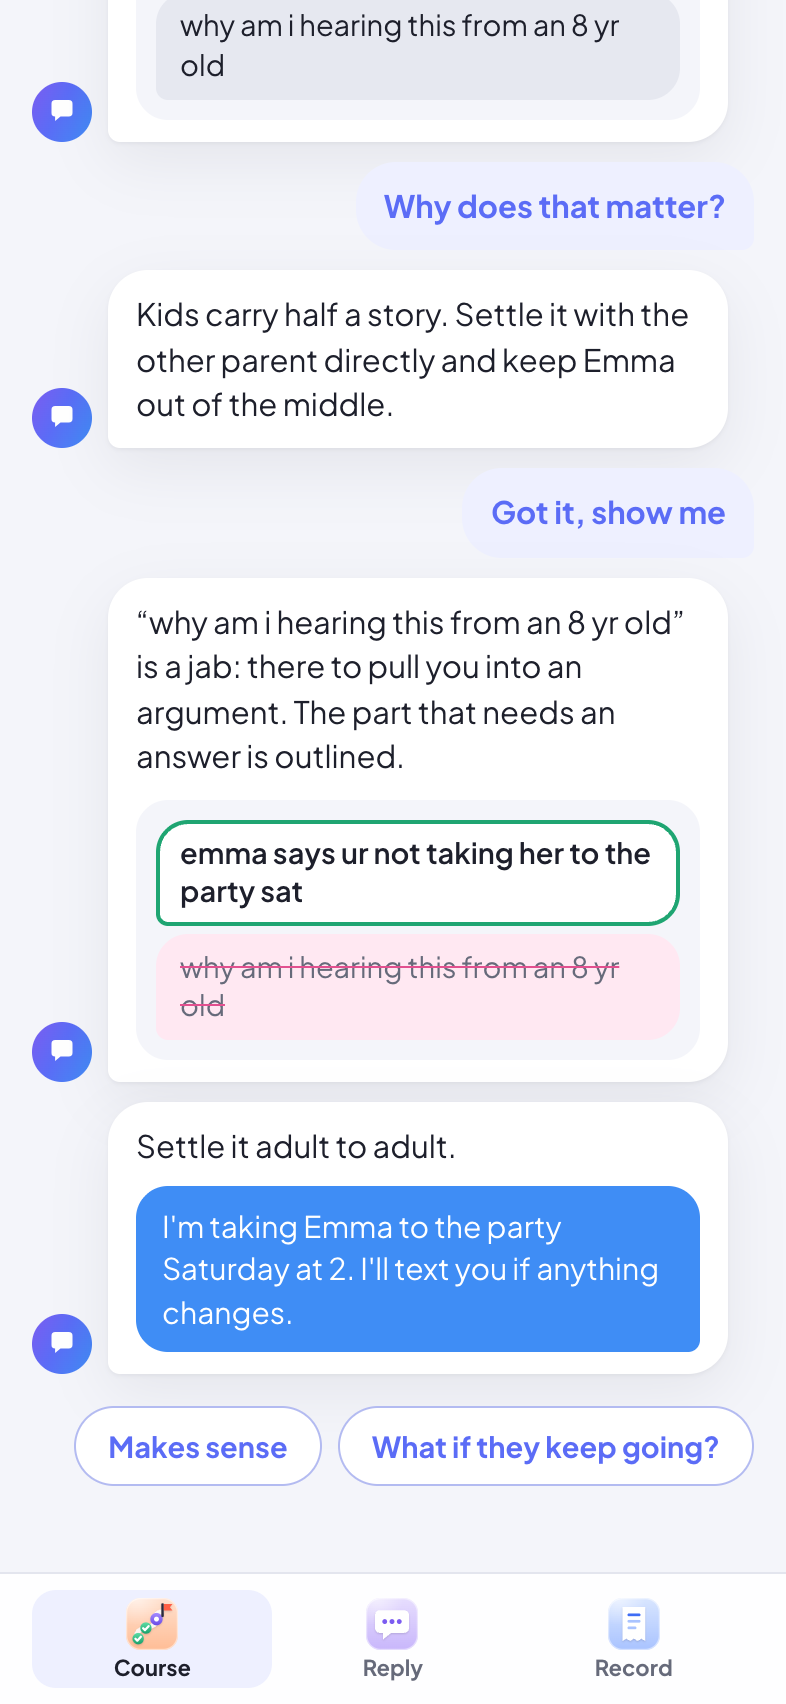 why am i hearing this from an 8 yr
old
Why does that matter?
Kids carry half a story. Settle it with the
other parent directly and keep Emma
out of the middle.
Got it, show me
“why am i hearing this from an 8 yr old”
is a jab: there to pull you into an
argument. The part that needs an
answer is outlined.
emma says ur not taking her to the
party sat
why am i hearing this from an 8 yr
old
Settle it adult to adult.
I'm taking Emma to the party
Saturday at 2. I'll text you if anything
changes.
Makes sense
What if they keep going?
Course
Reply
Record